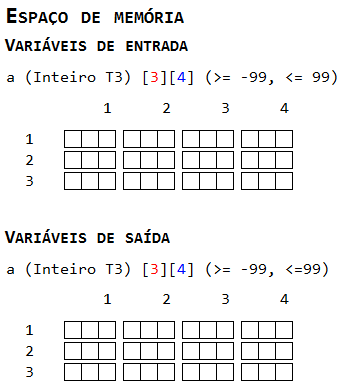 ESPAÇO DE MEMÓRIA
VARIÁVEIS DE ENTRADA
a (Inteiro T3) [3][4] (>= -99, <= 99)
1 2 3 4
1
2
3
VARIÁVEIS DE SAÍDA
a (Inteiro T3) [3][4] (>= -99, <=99)
1 2 3 4
1
2
3